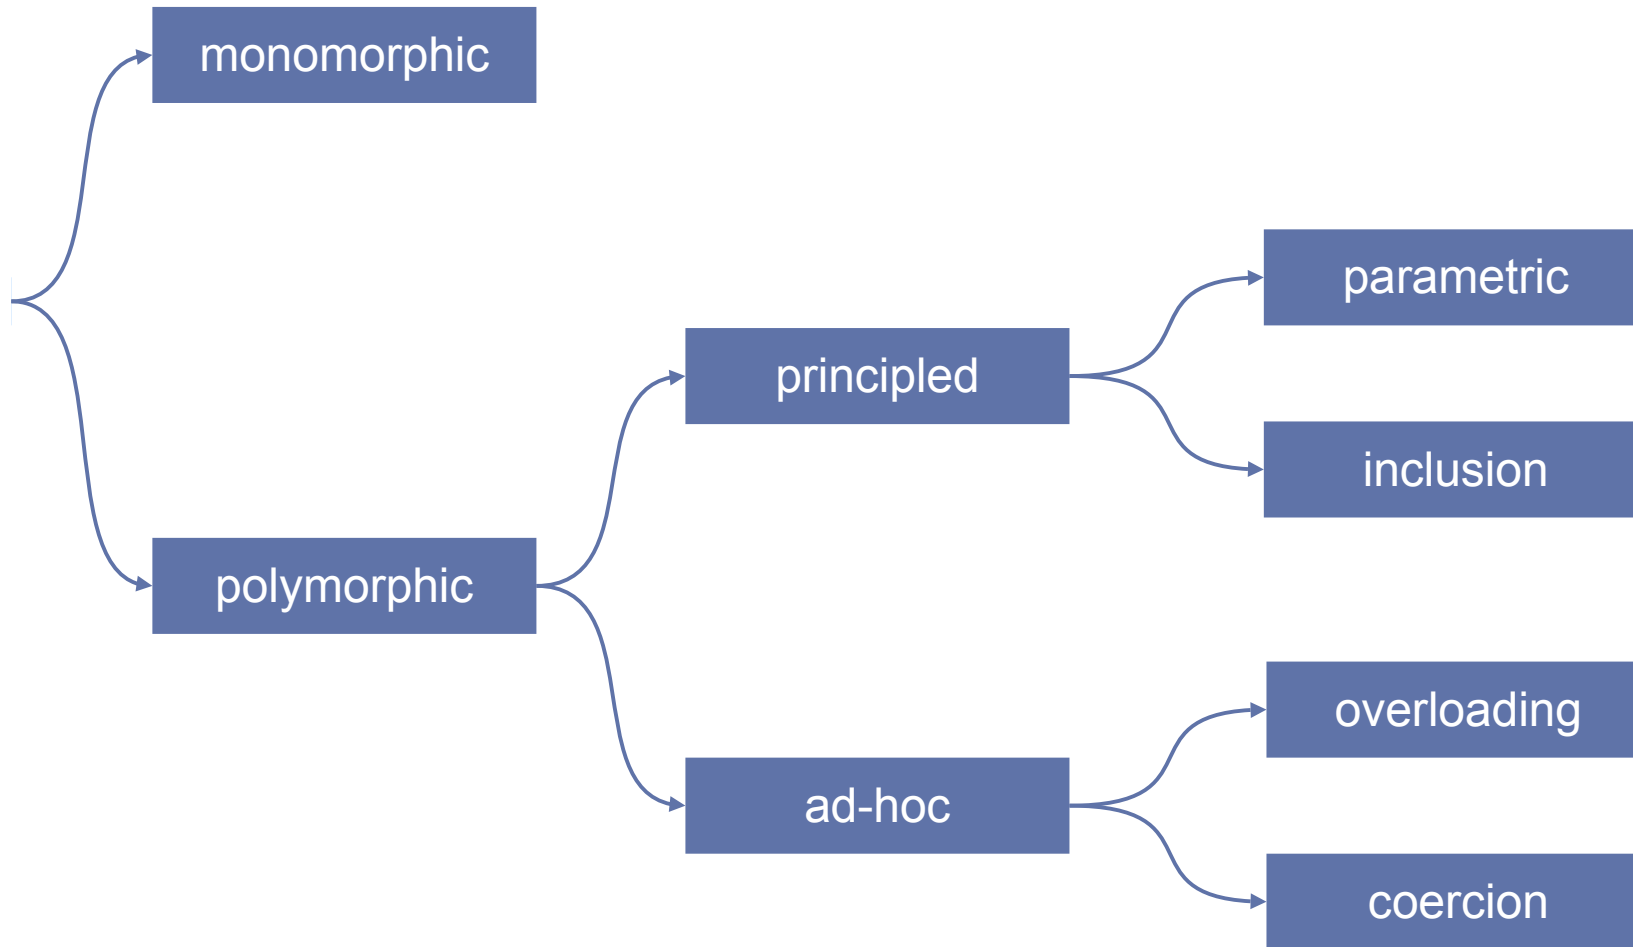 monomorphic
polymorphic
principled
ad-hoc
parametric
inclusion
overloading
coercion